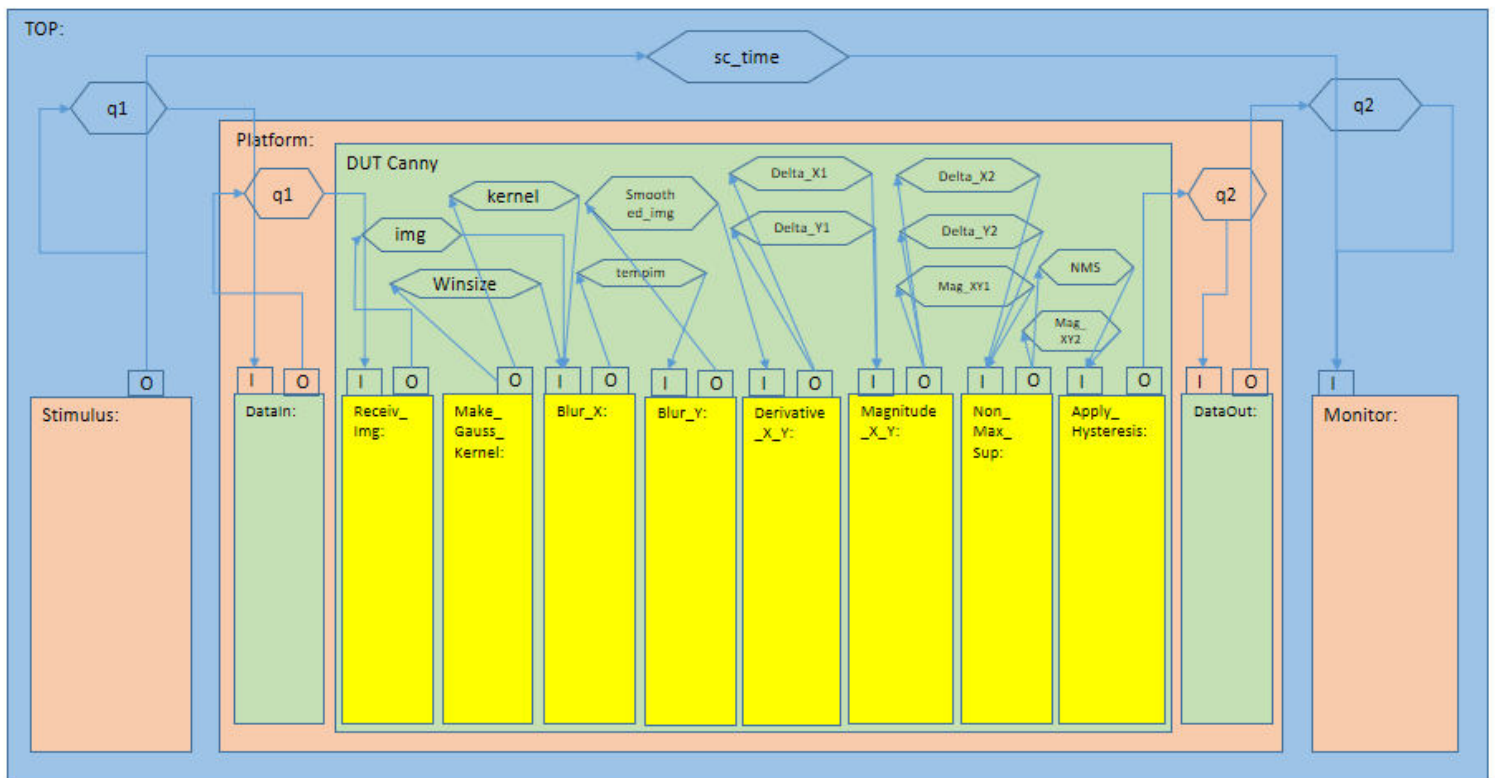 TOP:
sc_time
q1
q2
Platform:
DUT Canny
q1
kernel
Smooth
ed_img
Delta_X1
Delta_X2
q2
img
Delta_Y1
Delta_Y2
Winsize
tempim
Mag_XY1
NMS
Mag_
XY2
O
I
O
I
O
O
I
O
I
O
I
O
I
O
I
O
I
O
I
O
I
Stimulus:
DataIn:
Receiv_
Img:
Make_
Gauss_
Kernel:
Blur_X:
Blur_Y:
Derivative
_X_Y:
Magnitude
_X_Y:
Non_
Max_
Sup:
Apply_
Hysteresis:
DataOut:
Monitor: